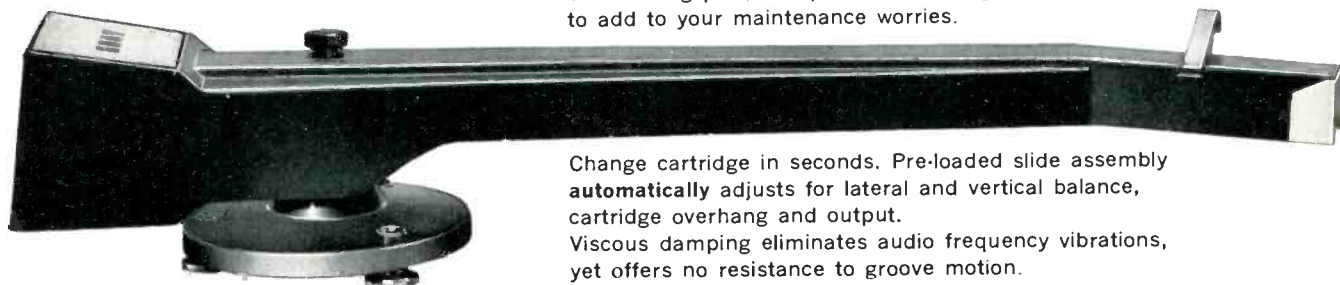 to add to your maintenance worries.
GRAY
Change cartridge in seconds. Pre-loaded slide assembly
automatically adjusts for lateral and vertical balance,
cartridge overhang and output.
Viscous damping eliminates audio frequency vibrations,
yet offers no resistance to groove motion.